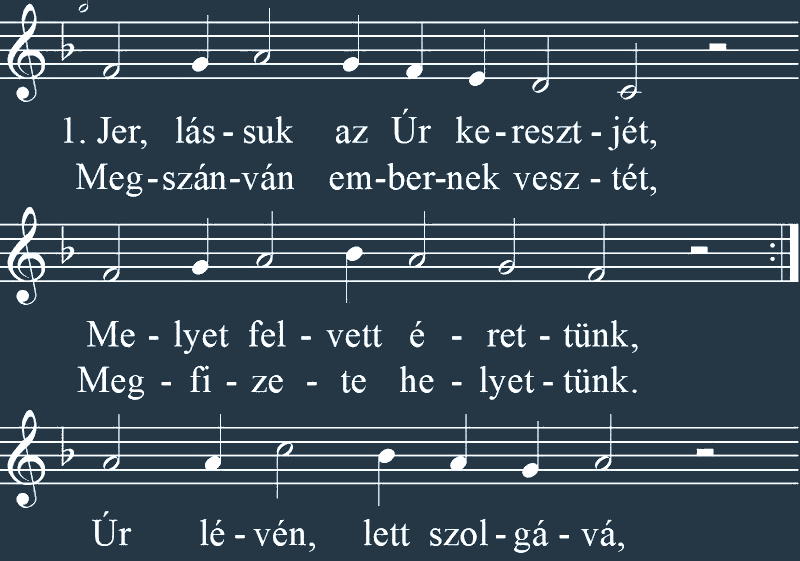 1. Jer, lás - suk az Úr ke - reszt - jét,
Meg - szán - ván em - ber - nek vesz - tét,
Me - lyet fel - vett é - ret - tünk,
Meg - fi - ze - te he - lyet - tünk.
Úr lé - vén, lett szol - gá - vá,